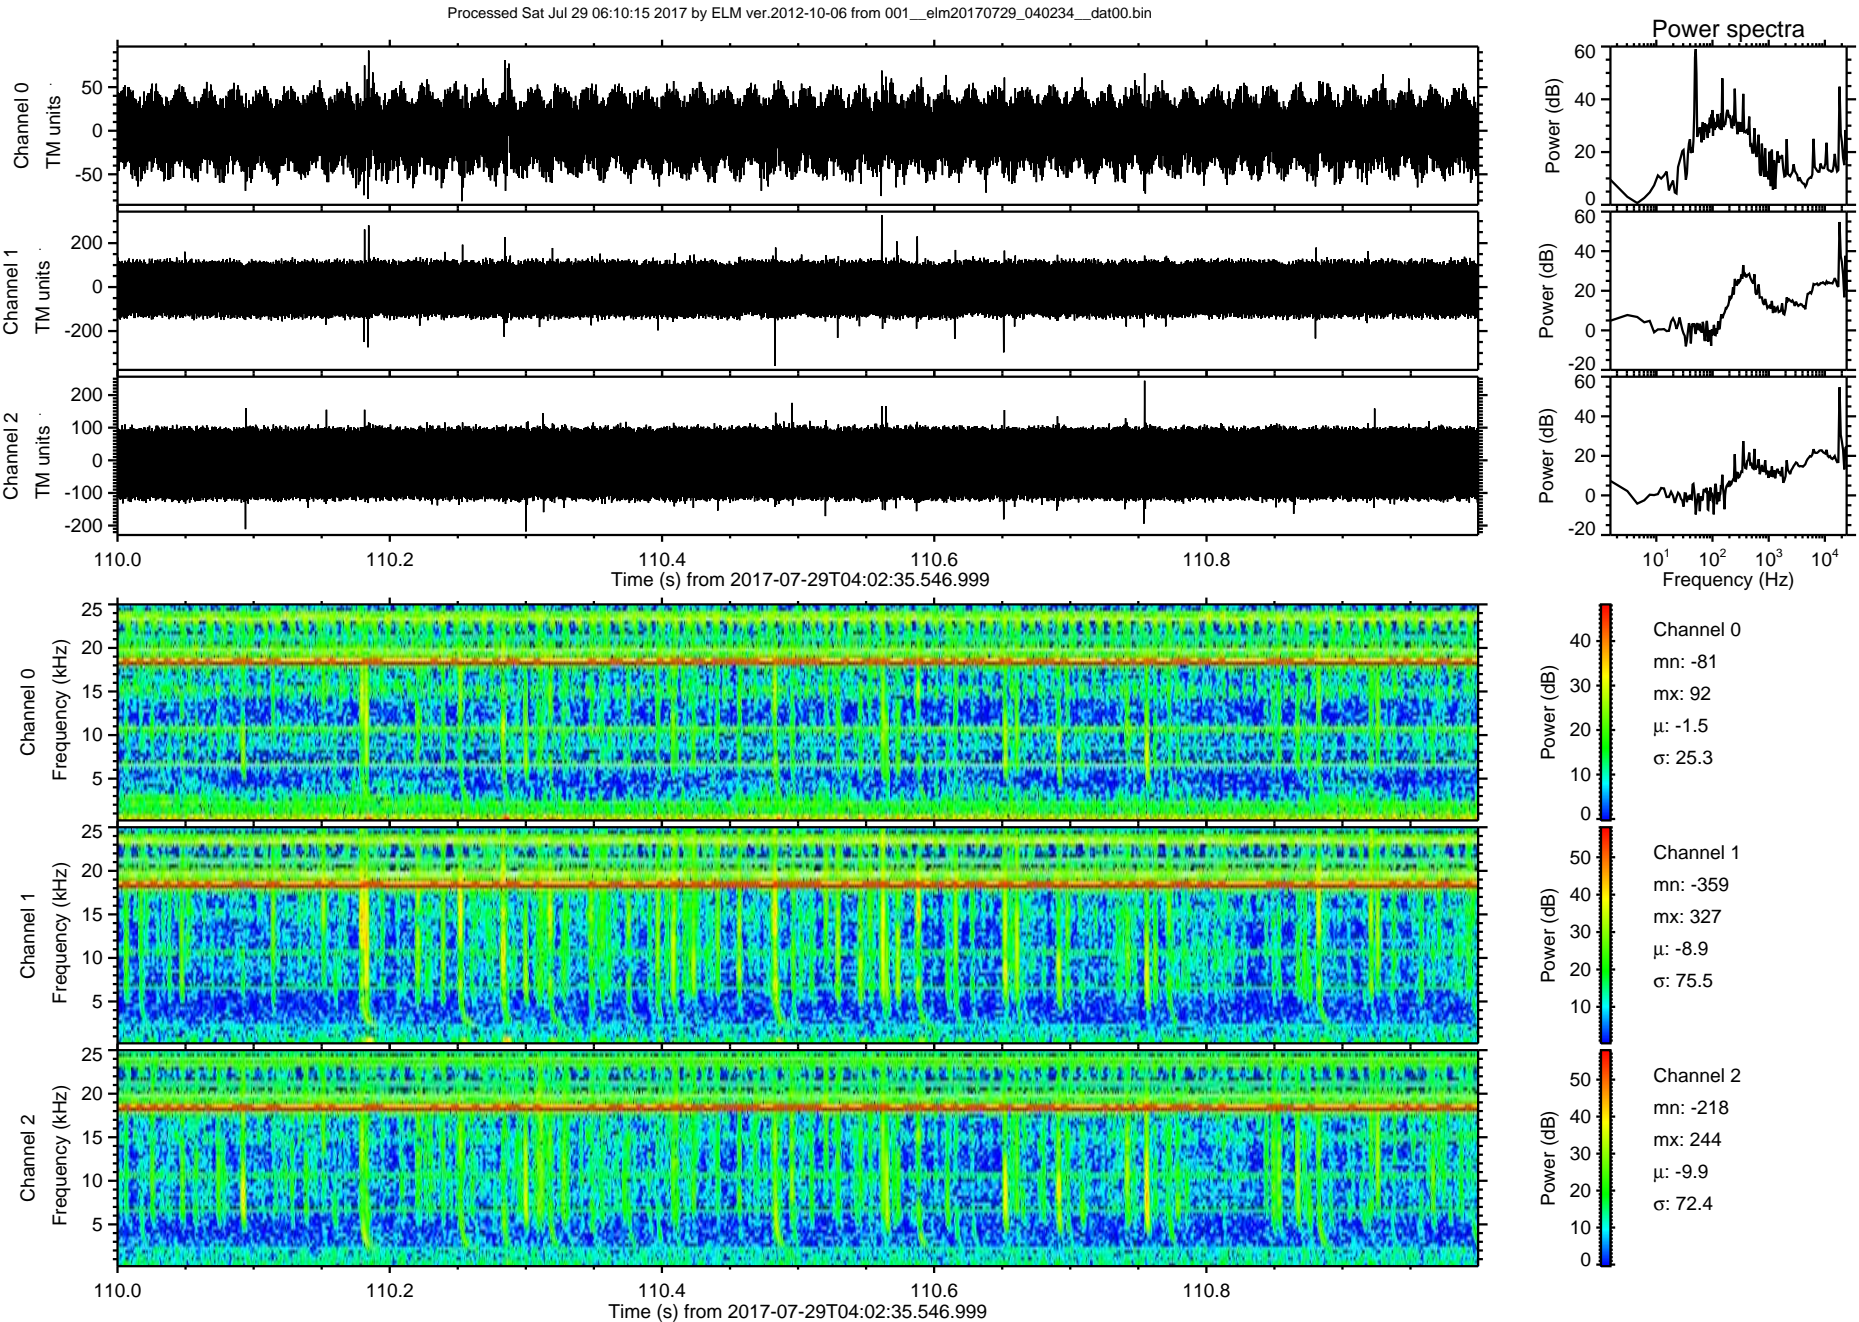 Processed Sat Jul 29 06:10:15 2017 by ELM ver.2012-10-06 from 001__elm20170729_040234__dat00.bin
Power spectra
Channel 0
TM units
50
0
-50
Power (dB)
60
40
20
0
Channel 1
TM units
200
0
-200
Power (dB)
60
40
20
0
-20
Channel 2
TM units
200
100
0
-100
-200
Power (dB)
60
40
20
0
-20
110.0 110.2 110.4 110.6 110.8
Time (s) from 2017-07-29T04:02:35.546.999
10¹ 10² 10³ 10⁴
Frequency (Hz)
Channel 0
Frequency (kHz)
25
20
15
10
5
Power (dB)
40
30
20
10
0
Channel 0
mn: -81
mx: 92
μ: -1.5
σ: 25.3
Channel 1
Frequency (kHz)
25
20
15
10
5
Power (dB)
50
40
30
20
10
Channel 1
mn: -359
mx: 327
μ: -8.9
σ: 75.5
Channel 2
Frequency (kHz)
25
20
15
10
5
Power (dB)
50
40
30
20
10
0
Channel 2
mn: -218
mx: 244
μ: -9.9
σ: 72.4
110.0 110.2 110.4 110.6 110.8
Time (s) from 2017-07-29T04:02:35.546.999